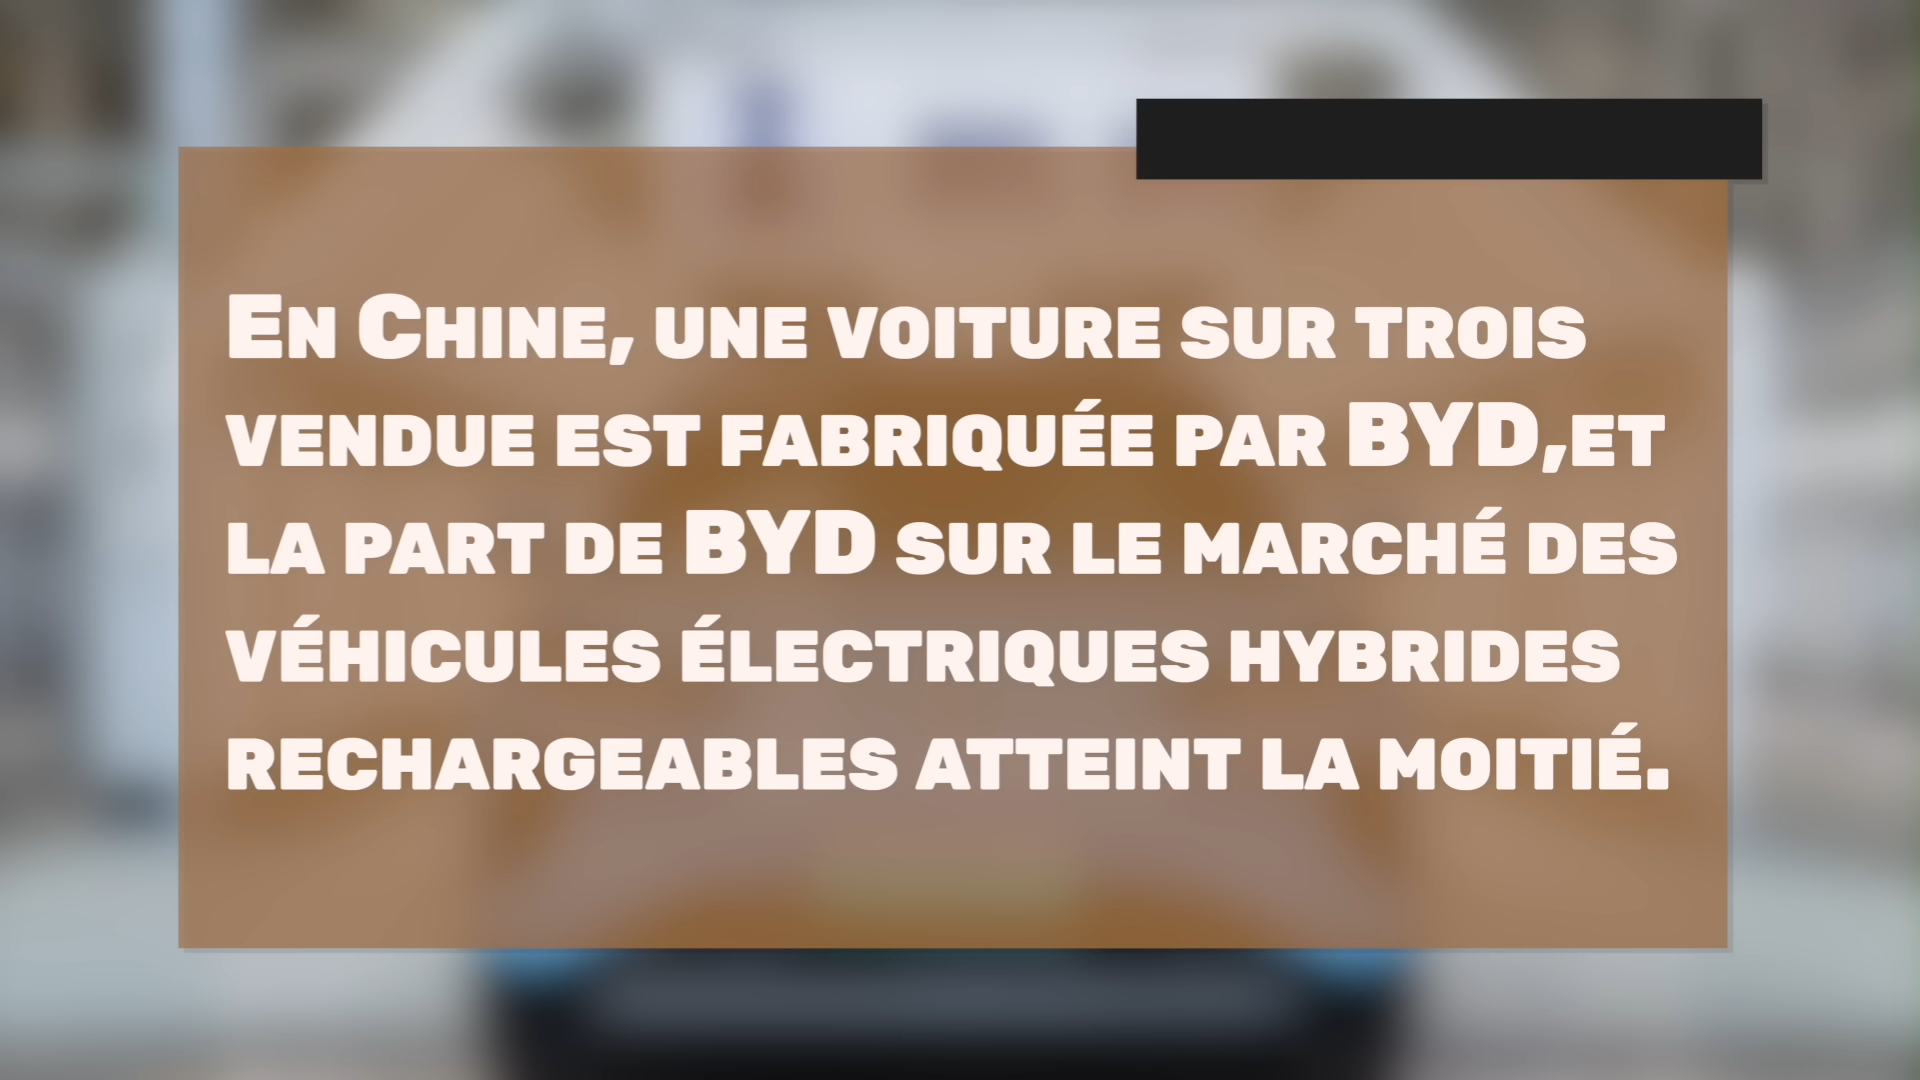 En Chine, une voiture sur trois
vendue est fabriquée par BYD,et
la part de BYD sur le marché des
véhicules électriques hybrides
rechargeables atteint la moitié.